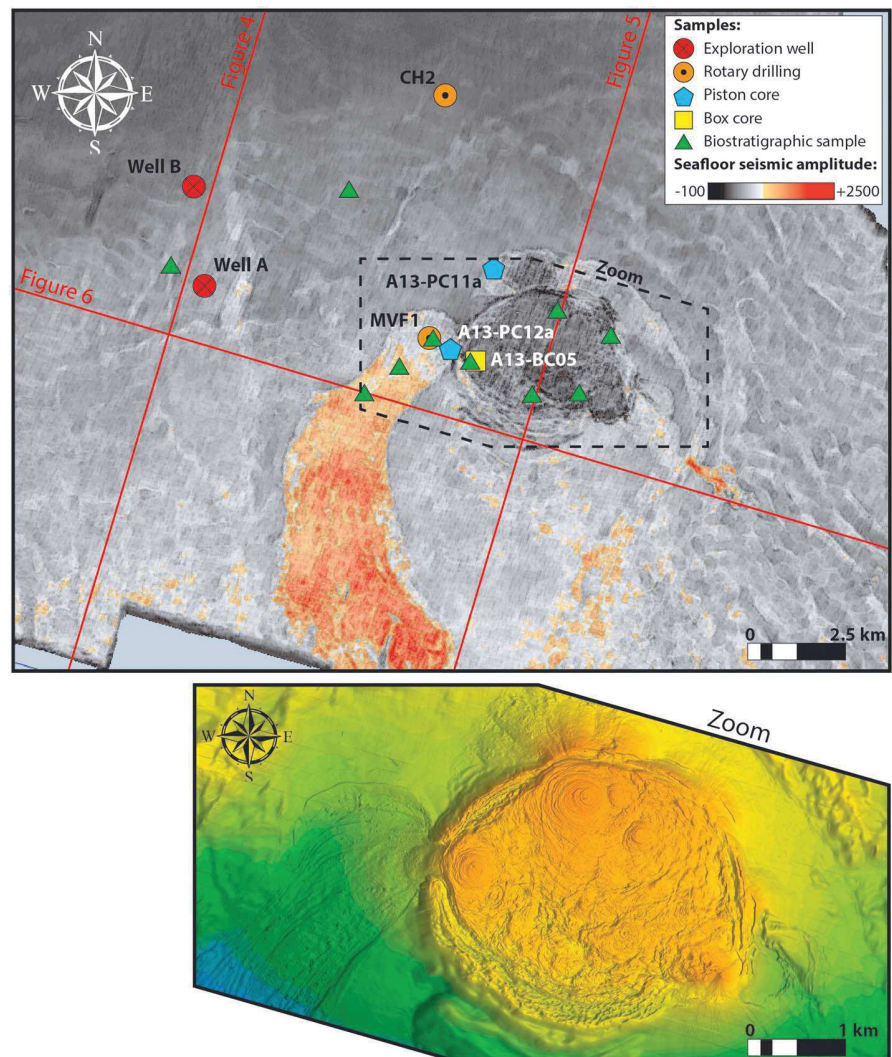 N
W E
S
Figure 4
Figure 5
CH2
Samples:
Exploration well
Rotary drilling
Piston core
Box core
Biostratigraphic sample
Seafloor seismic amplitude:
-100 +2500
Well B
Well A
Figure 6
Zoom
A13-PC11a
MVF1
A13-PC12a
A13-BC05
0 2.5 km
Zoom
N
W E
S
0 1 km